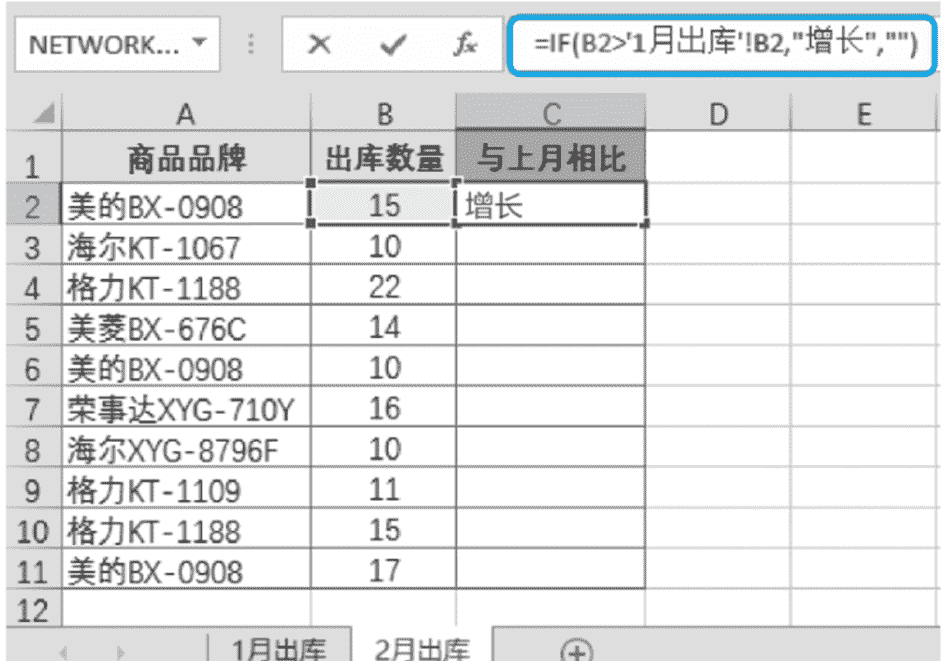 NETWORK... fx =IF(B2>'1月出库'!B2,"增长","")
A B C D E
1 商品品牌 出库数量 与上月相比
2 美的BX-0908 15 增长
3 海尔KT-1067 10
4 格力KT-1188 22
5 美菱BX-676C 14
6 美的BX-0908 10
7 荣事达XYG-710Y 16
8 海尔XYG-8796F 10
9 格力KT-1109 11
10 格力KT-1188 15
11 美的BX-0908 17
12
1月出库 2月出库